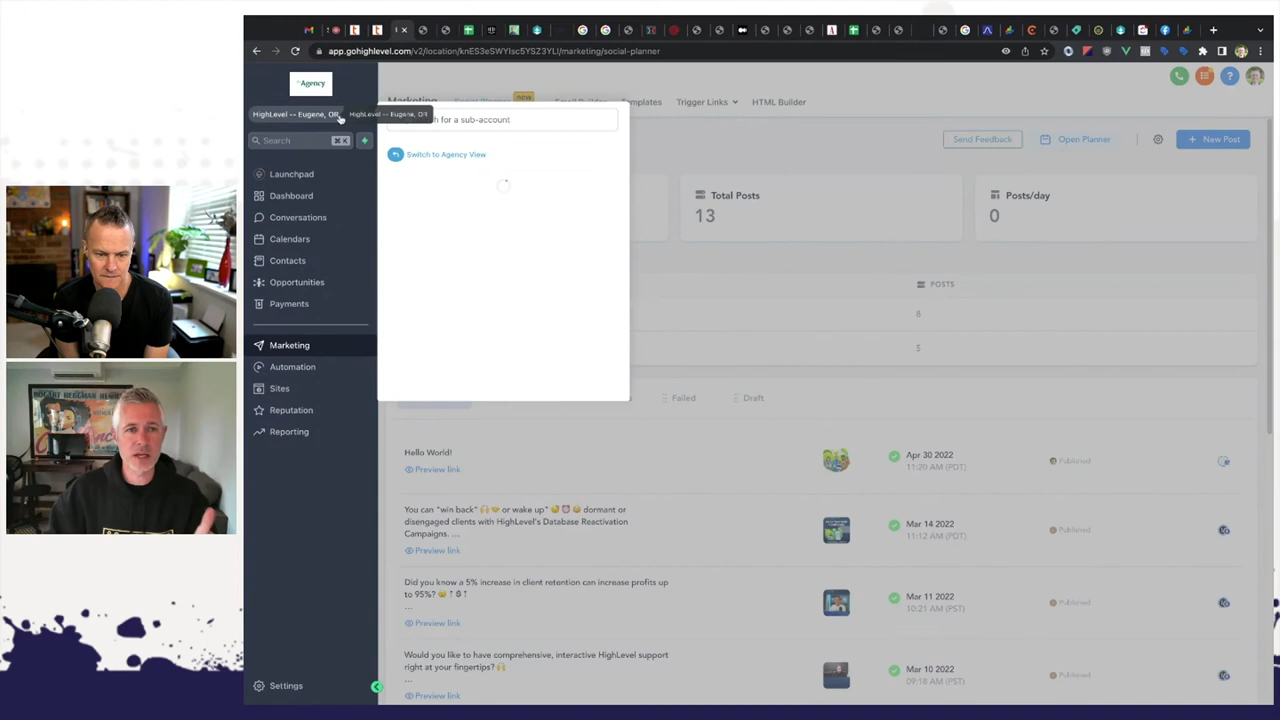 app.gohighlevel.com/v2/location/knES3eSWYIsc5YSZ3YLI/marketing/social-planner
Agency
HighLevel -- Eugene, OR
HighLevel -- Eugene, OR
Search
⌘ K
h for a sub-account
Switch to Agency View
Launchpad
Dashboard
Conversations
Calendars
Contacts
Opportunities
Payments
Marketing
Automation
Sites
Reputation
Reporting
Settings
Marketing
new
Templates
Trigger Links
HTML Builder
Send Feedback
Open Planner
+ New Post
Total Posts
13
Posts/day
0
POSTS
8
5
Failed
Draft
Hello World!
Preview link
Apr 30 2022
11:20 AM (PDT)
Published
You can "win back" 🙌🤝 or wake up" 😴⏰😊 dormant or
disengaged clients with HighLevel's Database Reactivation
Campaigns. ...
Preview link
Mar 14 2022
11:12 AM (PDT)
Published
Did you know a 5% increase in client retention can increase profits up
to 95%?
...
Preview link
Mar 11 2022
10:21 AM (PST)
Published
Would you like to have comprehensive, interactive HighLevel support
right at your fingertips? 🙌
...
Preview link
Mar 10 2022
09:18 AM (PST)
Published